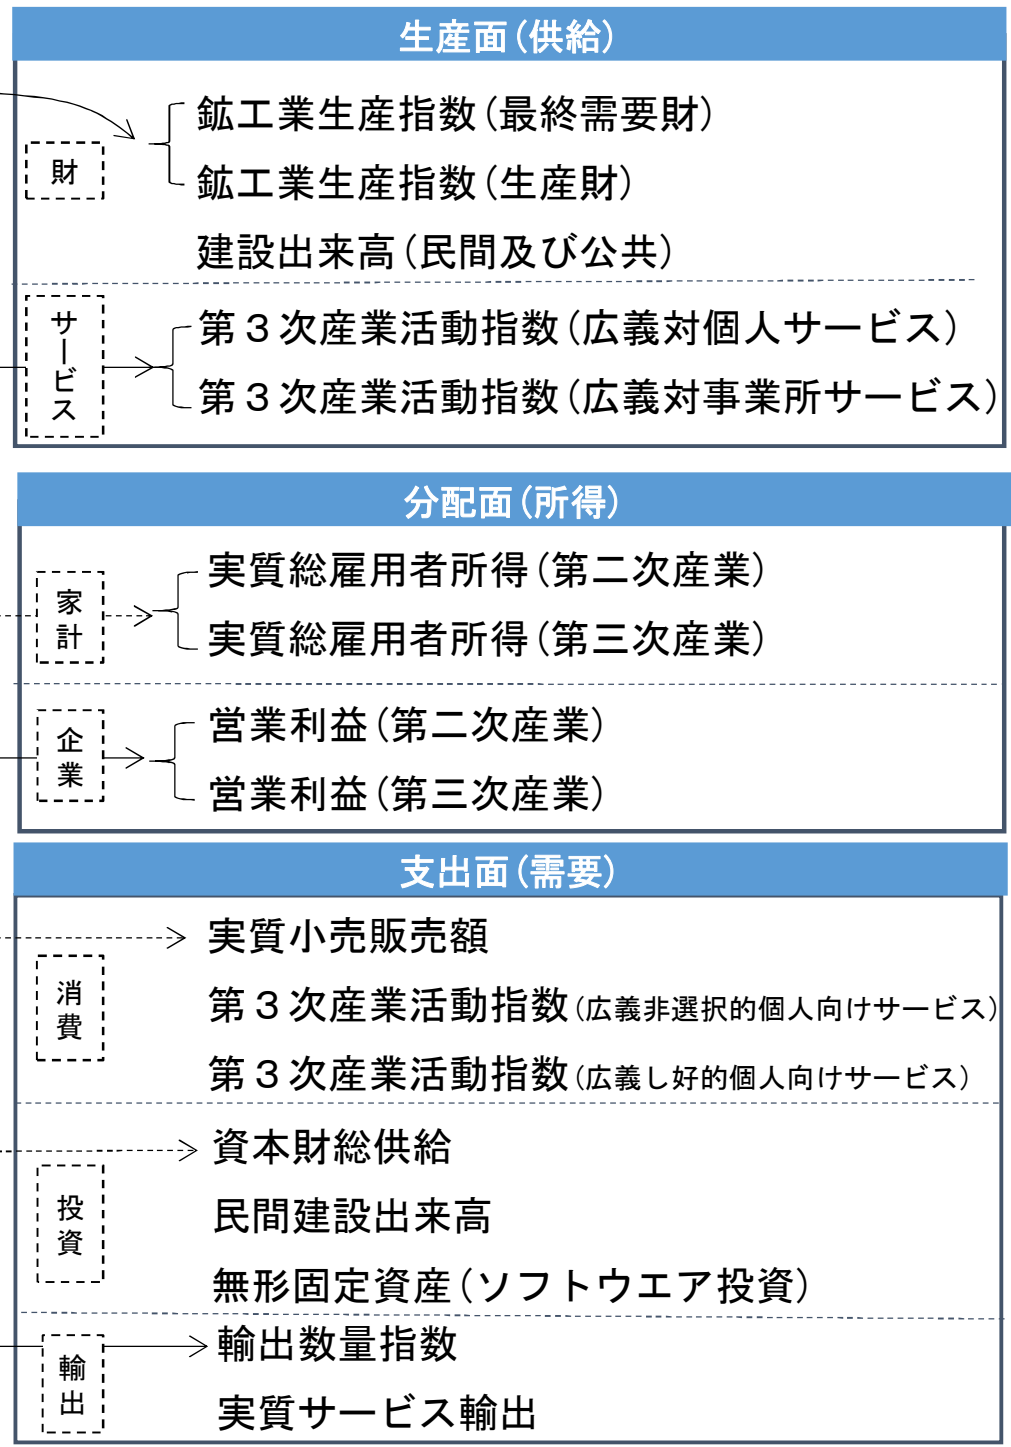 生産面(供給)
鉱工業生産指数(最終需要財)
財
鉱工業生産指数(生産財)
建設出来高(民間及び公共)
サービス
第３次産業活動指数(広義対個人サービス)
第３次産業活動指数(広義対事業所サービス)
分配面(所得)
家計
実質総雇用者所得(第二次産業)
実質総雇用者所得(第三次産業)
企業
営業利益(第二次産業)
営業利益(第三次産業)
支出面(需要)
実質小売販売額
消費
第３次産業活動指数(広義非選択的個人向けサービス)
第３次産業活動指数(広義し好的個人向けサービス)
資本財総供給
投資
民間建設出来高
無形固定資産(ソフトウエア投資)
輸出数量指数
輸出
実質サービス輸出